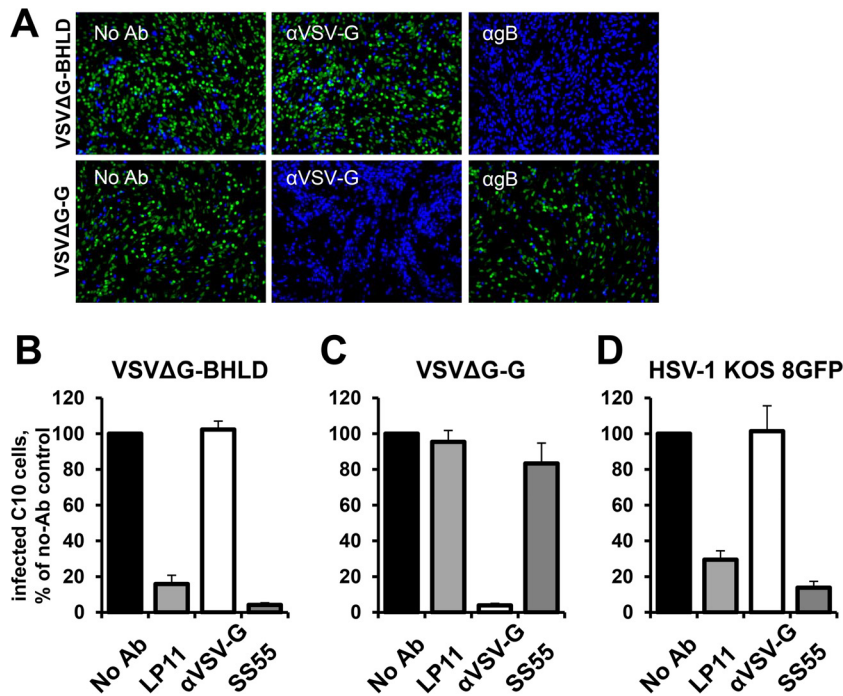 A
VSVΔG-BHLD
No Ab
αVSV-G
αgB
VSVΔG-G
No Ab
αVSV-G
αgB
B
VSVΔG-BHLD
infected C10 cells,
% of no-Ab control
120
100
80
60
40
20
0
No Ab
LP11
αVSV-G
SS55
C
VSVΔG-G
120
100
80
60
40
20
0
No Ab
LP11
αVSV-G
SS55
D
HSV-1 KOS 8GFP
120
100
80
60
40
20
0
No Ab
LP11
αVSV-G
SS55